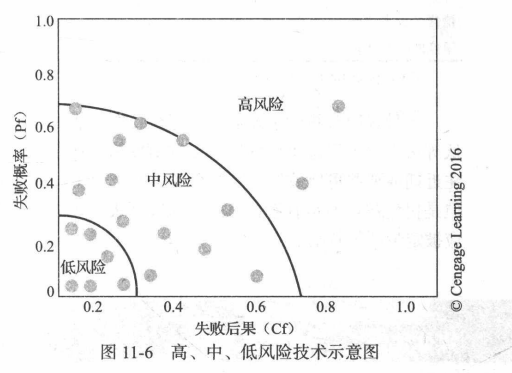 1.0
0.8
高风险
0.6
失败概率（Pf）
中风险
0.4
0.2
低风险
0
0.2 0.4 0.6 0.8 1.0
失败后果（Cf）
© Cengage Learning 2016
图 11-6 高、中、低风险技术示意图